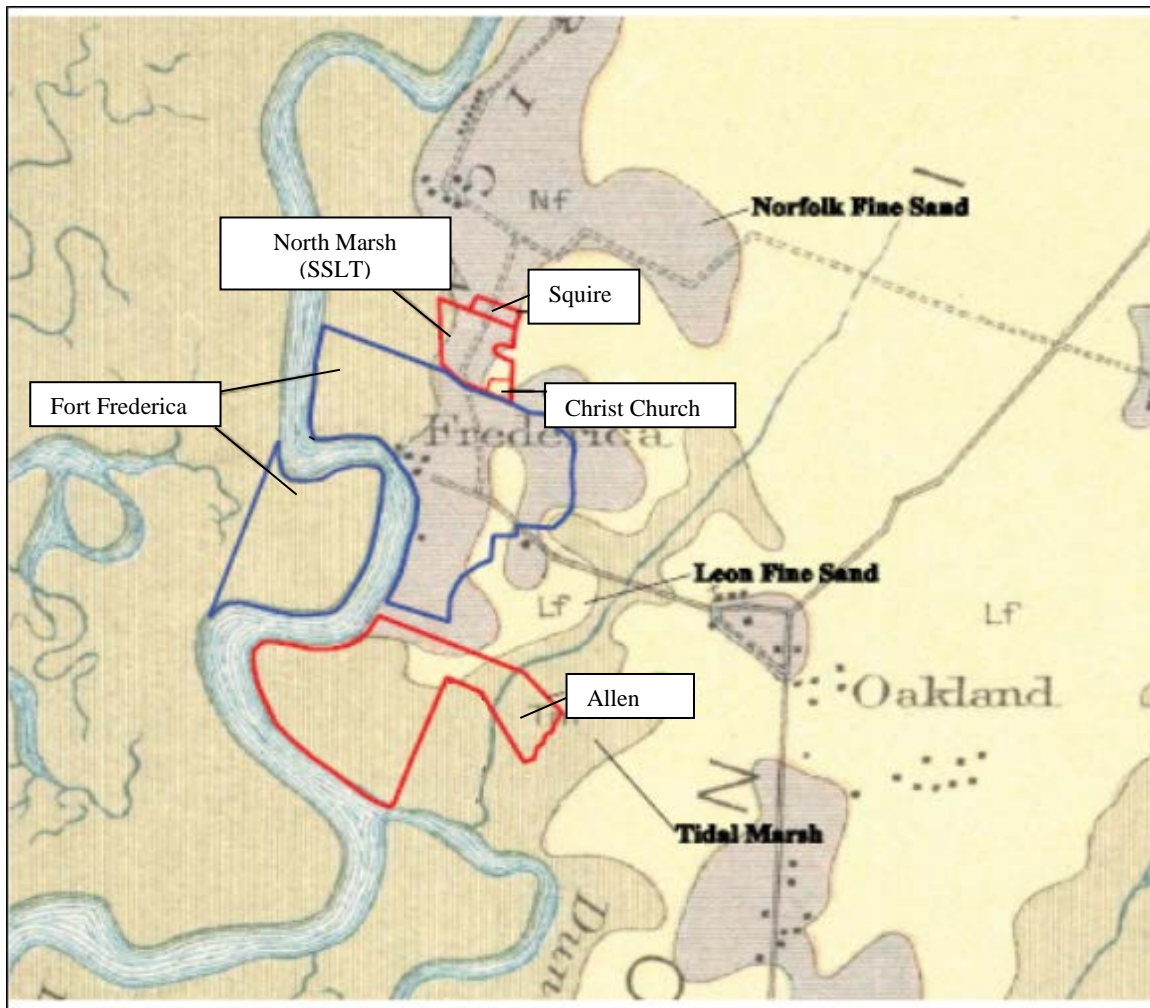 I
C
Nf
Norfolk Fine Sand
North Marsh
(SSLT)
Squire
Fort Frederica
Christ Church
Frederica
Leon Fine Sand
Lf
Lf
Allen
Oakland
Tidal Marsh
Dun